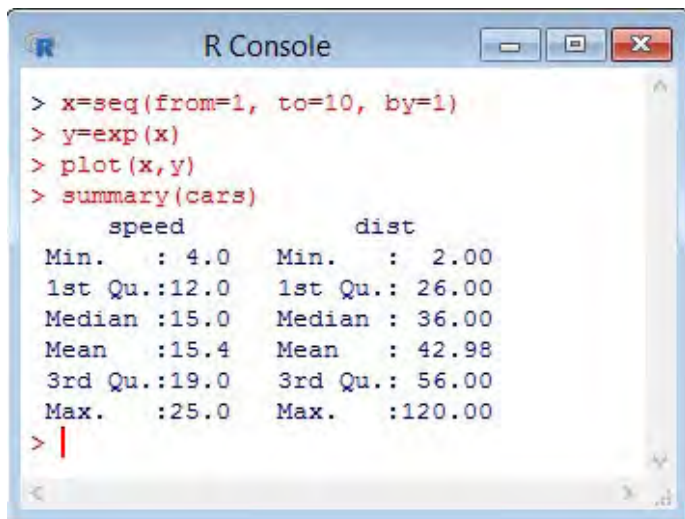 R R Console
> x=seq(from=1, to=10, by=1)
> y=exp(x)
> plot(x,y)
> summary(cars)
     speed           dist
 Min.   : 4.0   Min.   :  2.00
 1st Qu.:12.0   1st Qu.: 26.00
 Median :15.0   Median : 36.00
 Mean   :15.4   Mean   : 42.98
 3rd Qu.:19.0   3rd Qu.: 56.00
 Max.   :25.0   Max.   :120.00
>